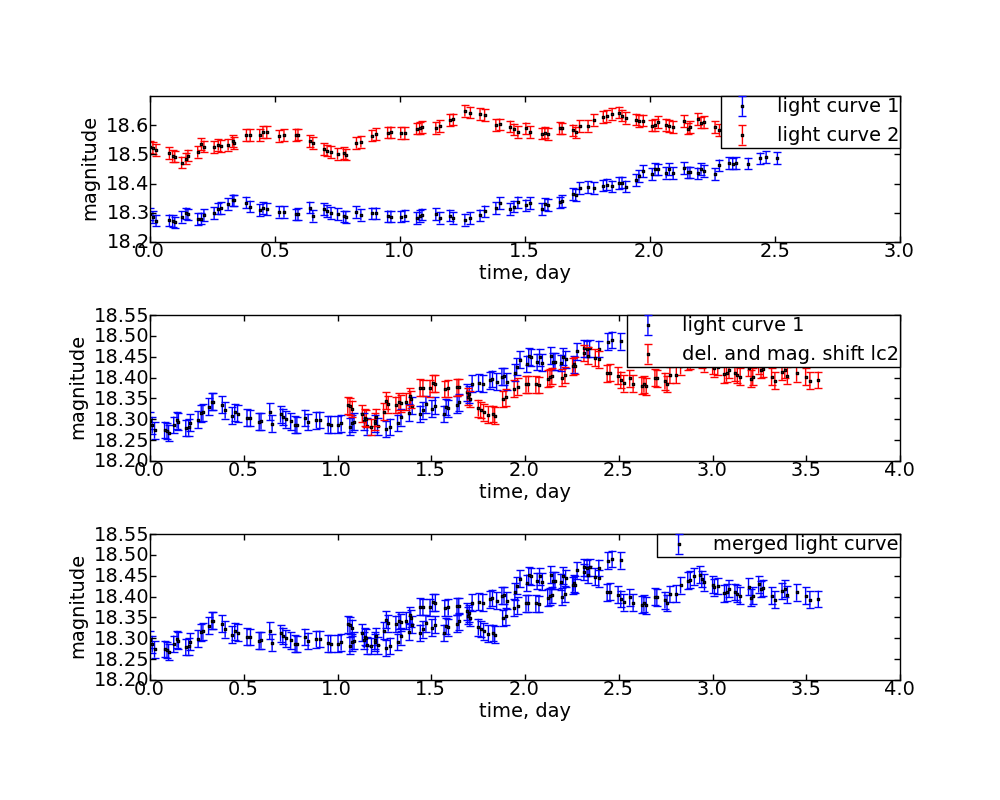 magnitude
18.6
18.5
18.4
18.3
18.2
light curve 1
light curve 2
0.0 0.5 1.0 1.5 2.0 2.5 3.0
time, day
magnitude
18.55
18.50
18.45
18.40
18.35
18.30
18.25
18.20
light curve 1
del. and mag. shift lc2
0.0 0.5 1.0 1.5 2.0 2.5 3.0 3.5 4.0
time, day
magnitude
18.55
18.50
18.45
18.40
18.35
18.30
18.25
18.20
merged light curve
0.0 0.5 1.0 1.5 2.0 2.5 3.0 3.5 4.0
time, day